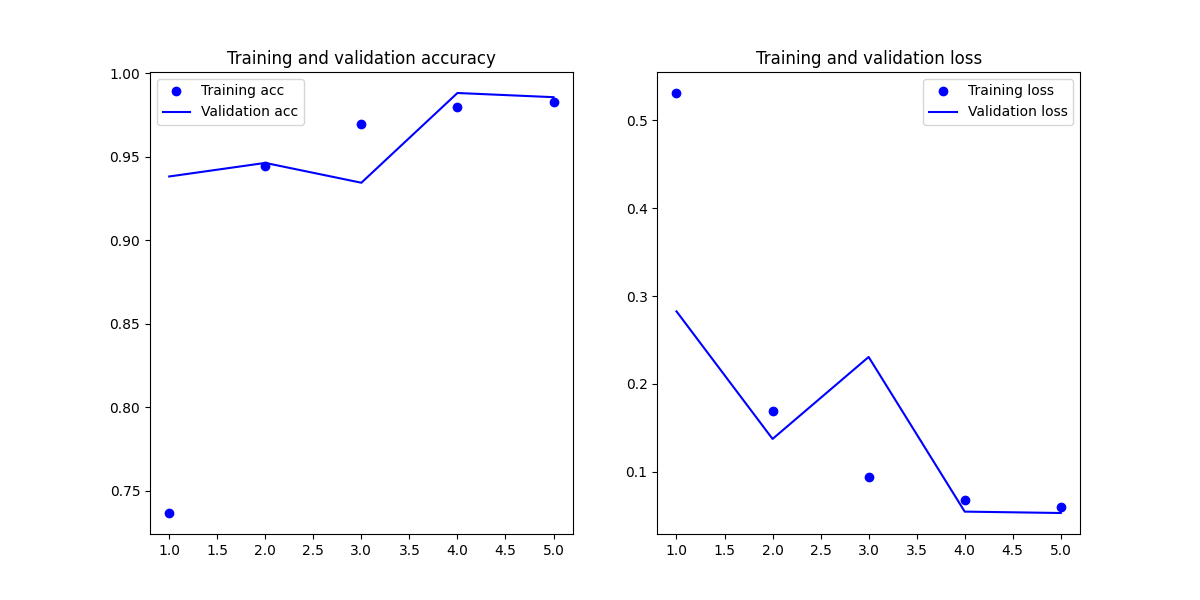 Training and validation accuracy
1.00
0.95
0.90
0.85
0.80
0.75
Training acc
Validation acc
1.0 1.5 2.0 2.5 3.0 3.5 4.0 4.5 5.0
Training and validation loss
0.5
0.4
0.3
0.2
0.1
Training loss
Validation loss
1.0 1.5 2.0 2.5 3.0 3.5 4.0 4.5 5.0